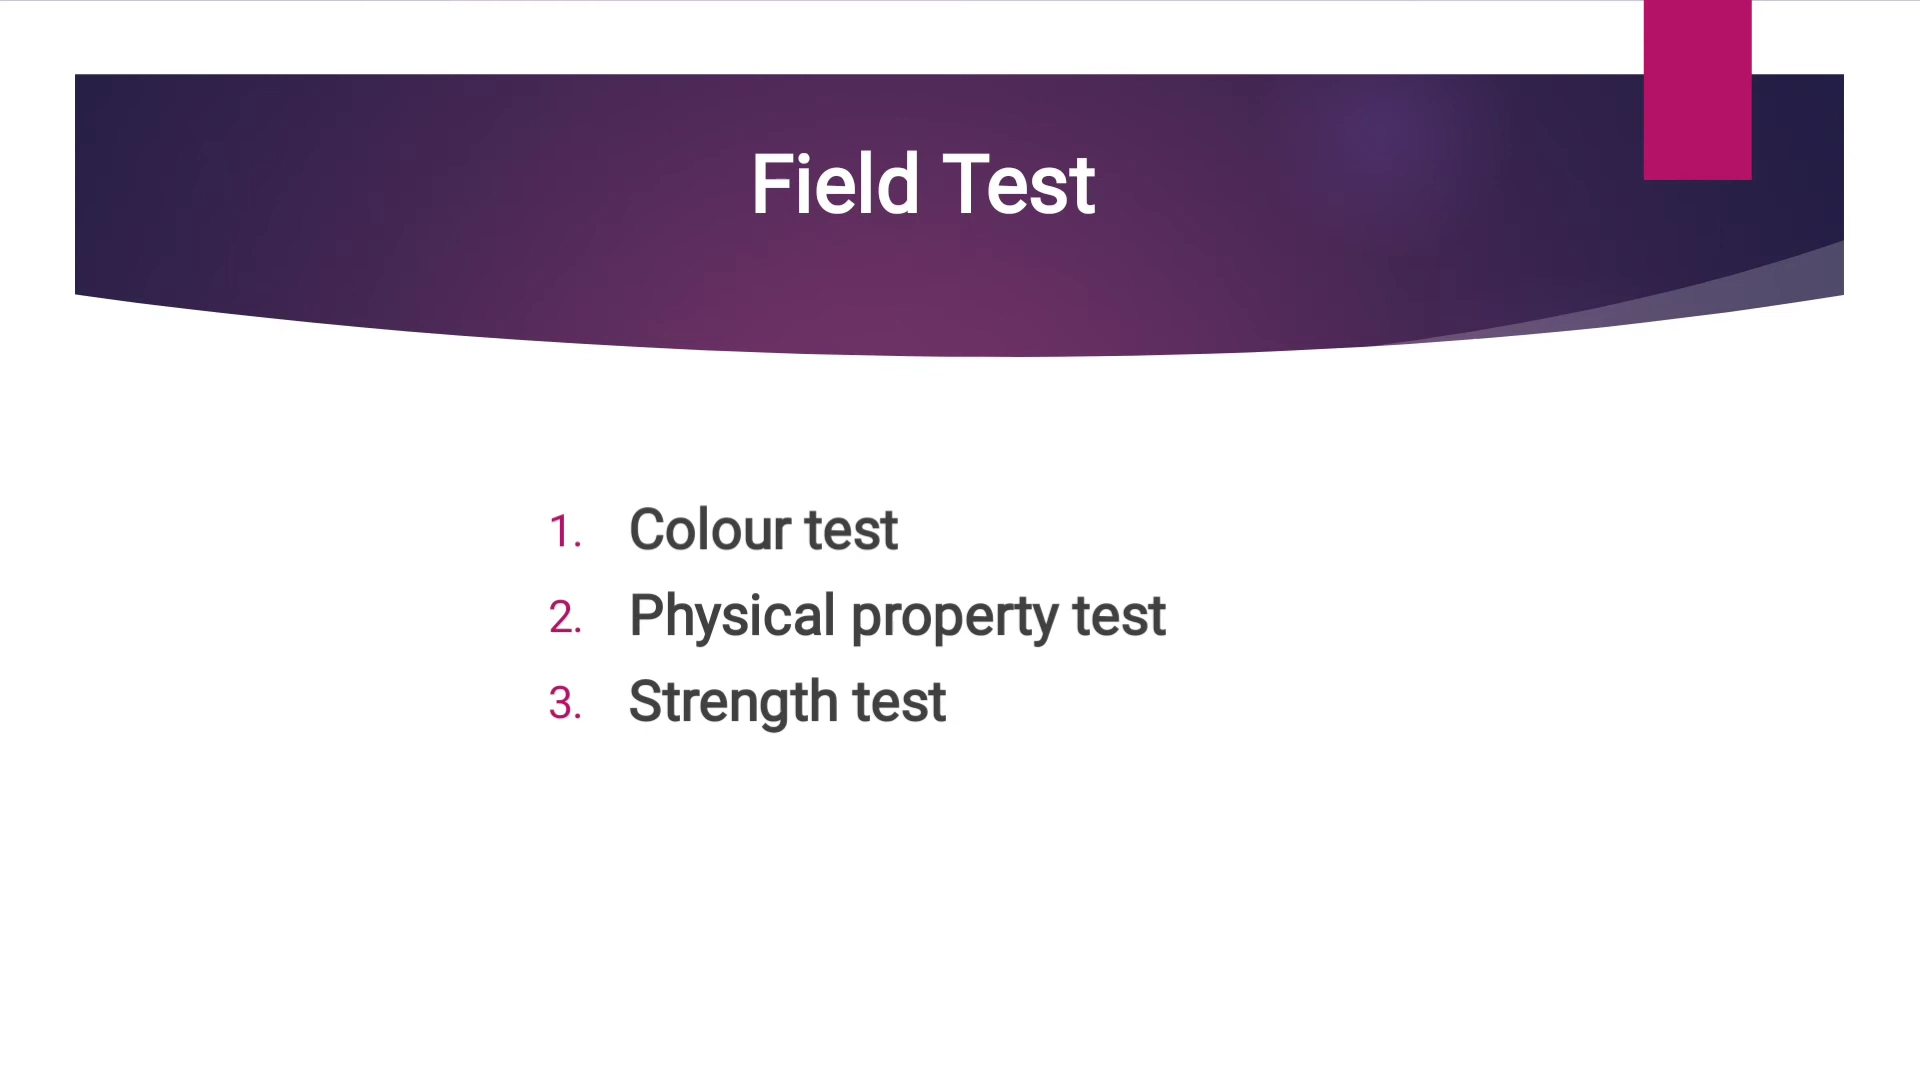 Field Test
1. Colour test
2. Physical property test
3. Strength test